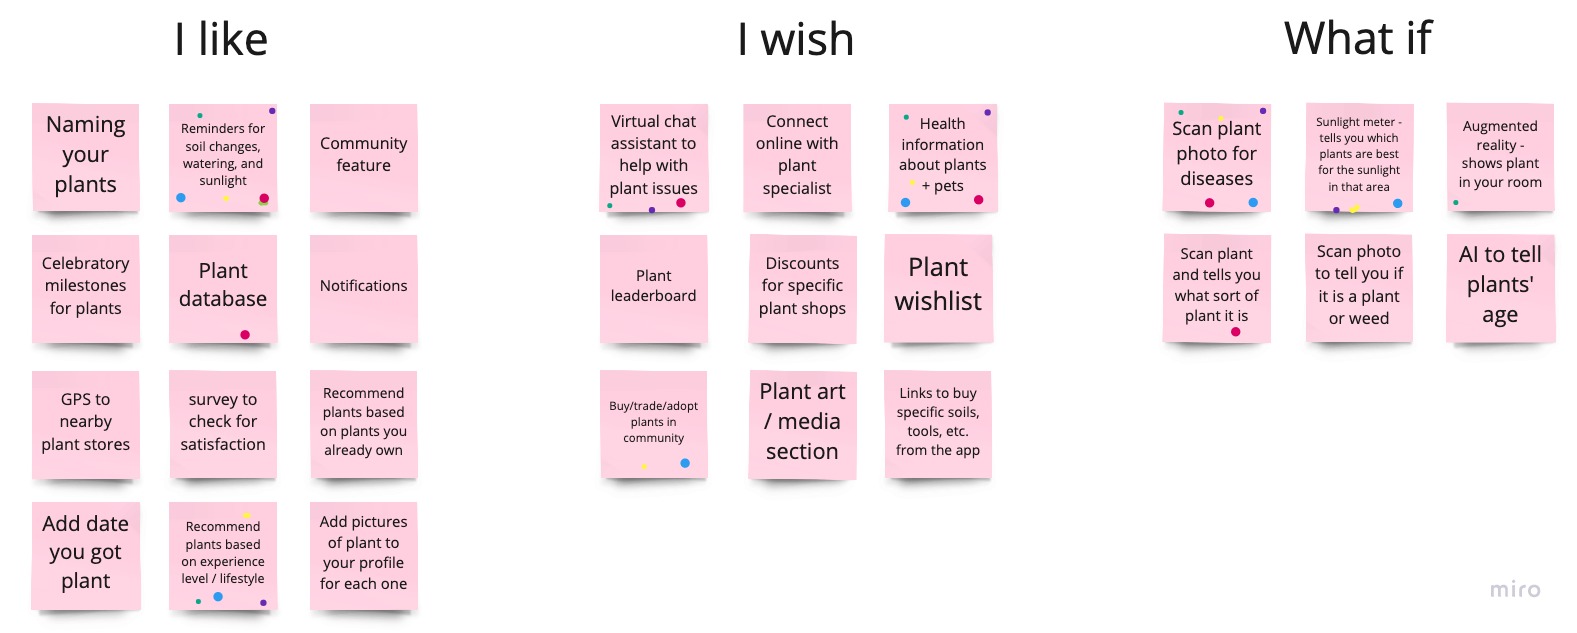 I like
I wish
What if
Naming
your
plants
Reminders for
soil changes,
watering, and
sunlight
Community
feature
Celebratory
milestones
for plants
Plant
database
Notifications
GPS to
nearby
plant stores
survey to
check for
satisfaction
Recommend
plants based
on plants you
already own
Add date
you got
plant
Recommend
plants based
on experience
level / lifestyle
Add pictures
of plant to
your profile
for each one
Virtual chat
assistant to
help with
plant issues
Connect
online with
plant
specialist
Health
information
about plants
+ pets
Plant
leaderboard
Discounts
for specific
plant shops
Plant
wishlist
Buy/trade/adopt
plants in
community
Plant art
/ media
section
Links to buy
specific soils,
tools, etc.
from the app
Scan plant
photo for
diseases
Sunlight meter -
tells you which
plants are best
for the sunlight
in that area
Augmented
reality -
shows plant
in your room
Scan plant
and tells you
what sort of
plant it is
Scan photo
to tell you if
it is a plant
or weed
AI to tell
plants'
age
miro